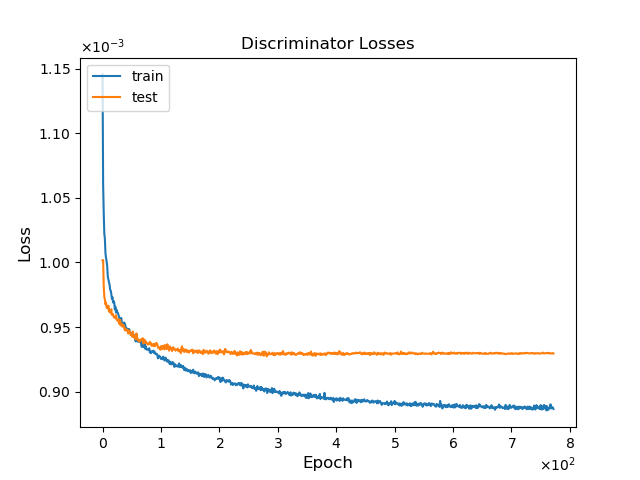 Discriminator Losses
×10⁻³
train
test
1.15
1.10
1.05
1.00
0.95
0.90
Loss
0 1 2 3 4 5 6 7 8
Epoch
×10²